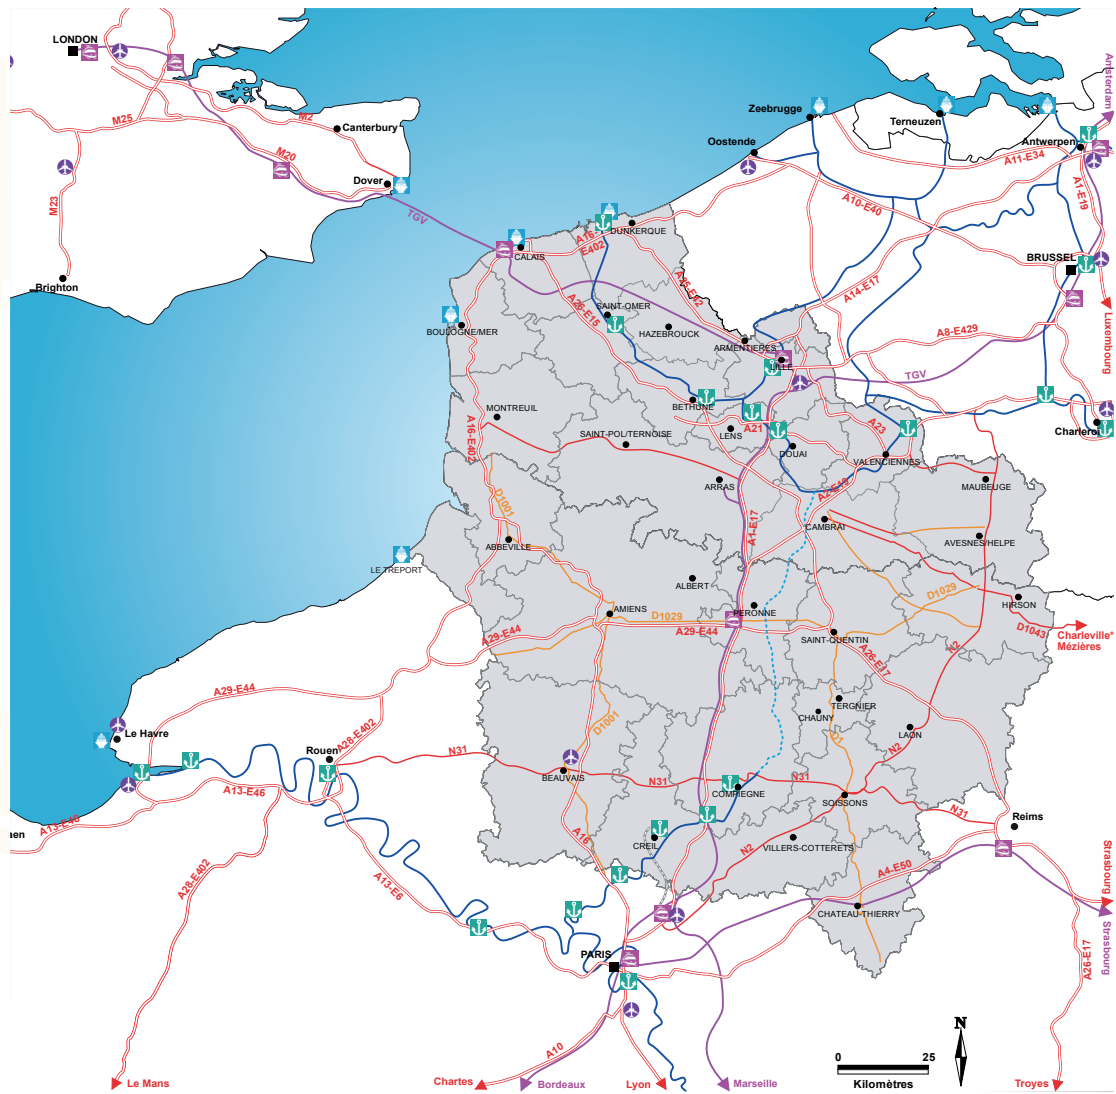 LONDON
M25
M2
Canterbury
M20
Dover
M23
Brighton
TGV
Zeebrugge
Terneuzen
Oostende
Antwerpen
Amsterdam
A11-E34
A1-E19
A10-E40
BRUSSEL
A14-E17
A8-E429
Luxembourg
TGV
Charleroi
A16-
E402
DUNKERQUE
CALAIS
A25-E42
A26-E15
SAINT-OMER
HAZEBROUCK
BOULOGNE/MER
ARMENTIERES
LILLE
MONTREUIL
BETHUNE
A21
A23
LENS
SAINT-POL/TERNOISE
A16-E402
DOUAI
VALENCIENNES
ARRAS
A2-E19
MAUBEUGE
D1001
A1-E17
CAMBRAI
AVESNES/HELPE
ABBEVILLE
LE TREPORT
ALBERT
D1029
HIRSON
AMIENS
D1029
PERONNE
A29-E44
A29-E44
SAINT-QUENTIN
D1043
Charleville*
Mézières
N2
A26-E17
A29-E44
TERGNIER
CHAUNY
D1001
D1
LAON
Le Havre
A28-E402
Rouen
N31
N2
BEAUVAIS
N31
N31
COMPIEGNE
SOISSONS
A13-E46
N31
Reims
A13-E46
nen
A16
CREIL
N2
VILLERS-COTTERETS
A28-E402
A13-E6
A4-E50
Strasbourg
CHATEAU-THIERRY
Strasbourg
PARIS
A26-E17
A10
N
0 25
Kilomètres
Le Mans
Chartes
Bordeaux
Lyon
Marseille
Troyes